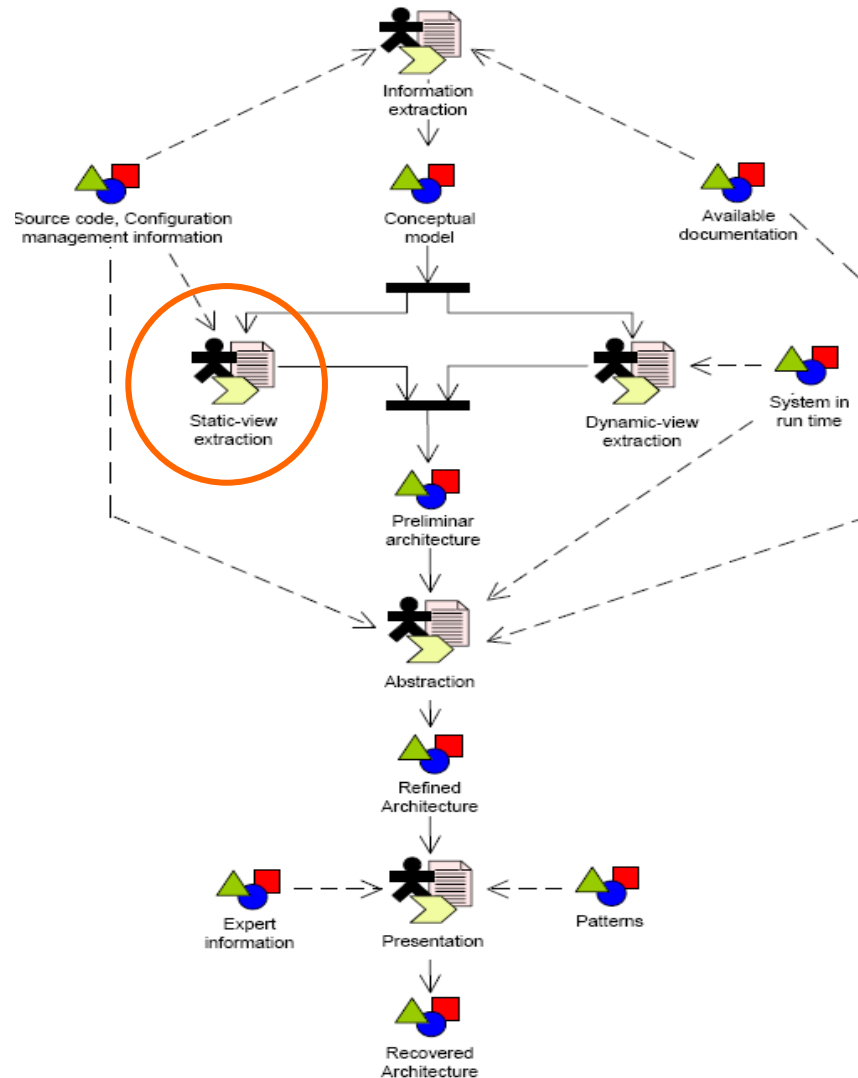 Information
extraction
Source code, Configuration
management information
Conceptual
model
Available
documentation
Static-view
extraction
Dynamic-view
extraction
System in
run time
Preliminar
architecture
Abstraction
Refined
Architecture
Expert
information
Presentation
Patterns
Recovered
Architecture